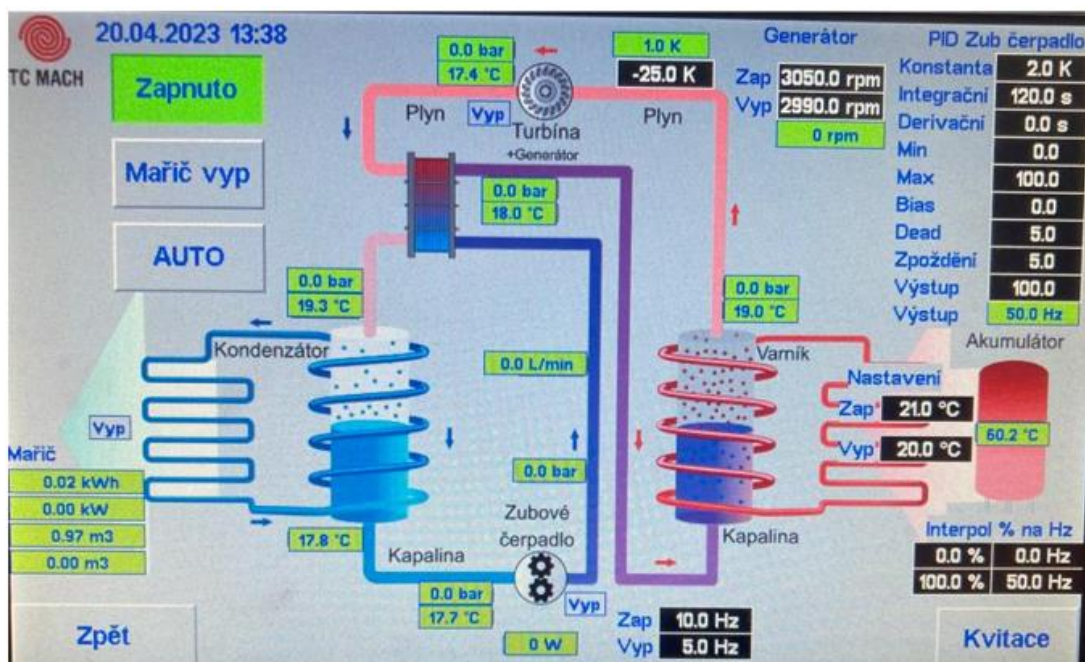 20.04.2023 13:38
TC MACH
Zapnuto
Mařič vyp
AUTO
0.0 bar
17.4 °C
1.0 K
-25.0 K
Plyn
Vyp
Turbína
+Generátor
Plyn
Generátor
Zap 3050.0 rpm
Vyp 2990.0 rpm
0 rpm
PID Zub čerpadlo
Konstanta 2.0 K
Integrační 120.0 s
Derivační 0.0 s
Min 0.0
Max 100.0
Bias 0.0
Dead 5.0
Zpoždění 5.0
Výstup 100.0
Výstup 50.0 Hz
0.0 bar
18.0 °C
0.0 bar
19.3 °C
0.0 bar
19.0 °C
Kondenzátor
0.0 L/min
Varník
Akumulátor
Nastavení
Zap 21.0 °C
Vyp 20.0 °C
60.2 °C
Vyp
Mařič
0.02 kWh
0.00 kW
0.97 m3
0.00 m3
0.0 bar
17.8 °C
Kapalina
Zubové
čerpadlo
Kapalina
Interpol % na Hz
0.0 % 0.0 Hz
100.0 % 50.0 Hz
0.0 bar
17.7 °C
Vyp
0 W
Zap 10.0 Hz
Vyp 5.0 Hz
Zpět
Kvitace